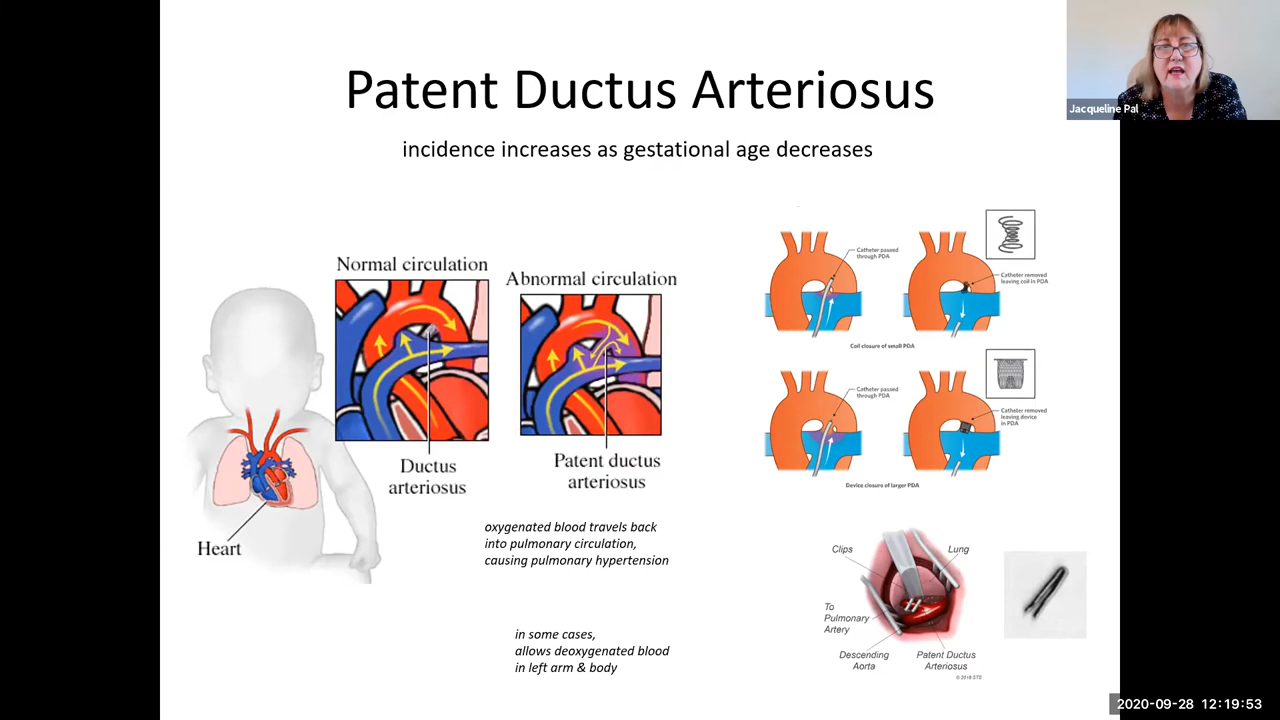 Patent Ductus Arteriosus
incidence increases as gestational age decreases
Jacqueline Pal
Normal circulation
Abnormal circulation
Ductus
arteriosus
Patent ductus
arteriosus
Heart
oxygenated blood travels back
into pulmonary circulation,
causing pulmonary hypertension
in some cases,
allows deoxygenated blood
in left arm & body
Catheter passed
through PDA
Catheter removed
leaving coil in PDA
Coil closure of small PDA
Catheter passed
through PDA
Catheter removed
leaving device
in PDA
Device closure of larger PDA
Clips
Lung
To
Pulmonary
Artery
Descending
Aorta
Patent Ductus
Arteriosus
© 2018 STS
2020-09-28 12:19:53